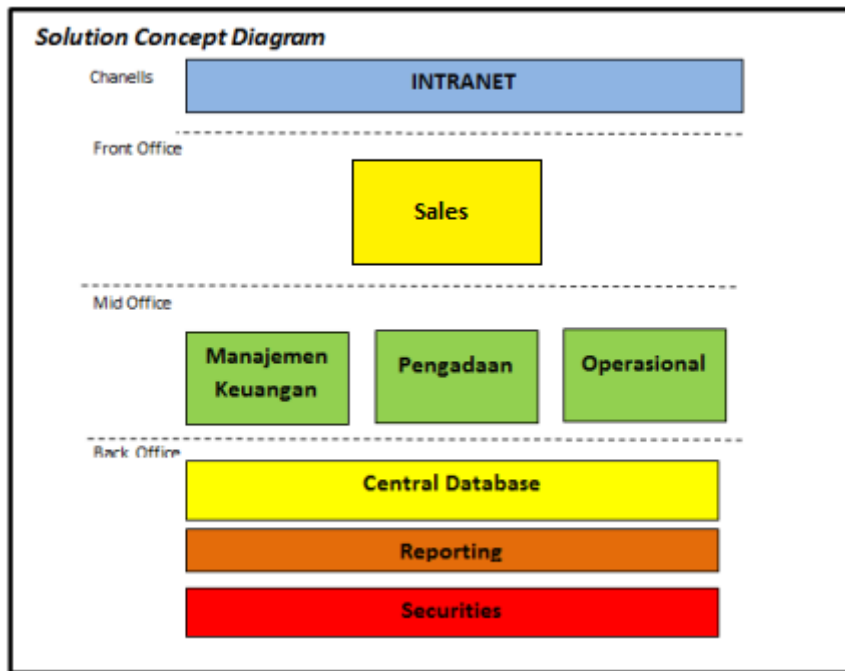 Solution Concept Diagram
Chanells
INTRANET
Front Office
Sales
Mid Office
Manajemen
Keuangan
Pengadaan
Operasional
Back Office
Central Database
Reporting
Securities